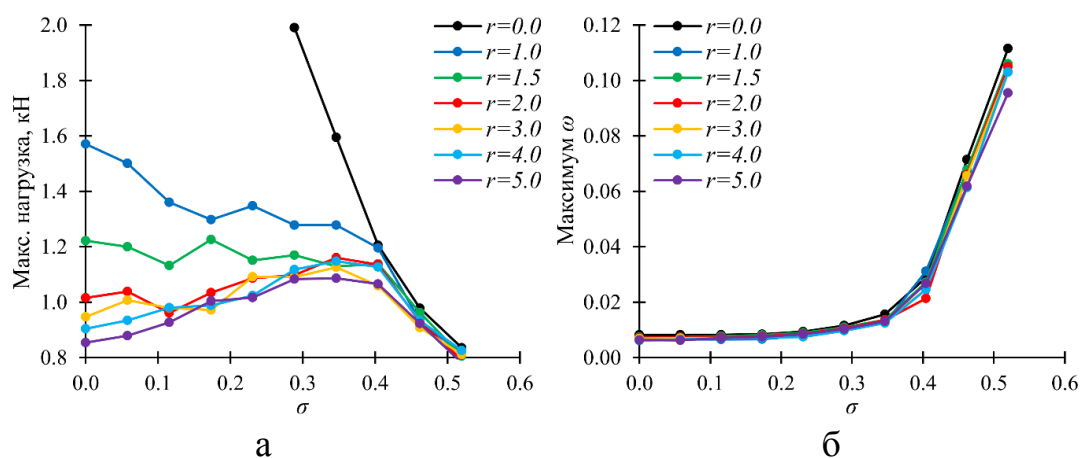 Макс. нагрузка, кН
2.0
1.8
1.6
1.4
1.2
1.0
0.8
0.0 0.1 0.2 0.3 0.4 0.5 0.6
σ
r=0.0
r=1.0
r=1.5
r=2.0
r=3.0
r=4.0
r=5.0
а
Максимум ω
0.12
0.10
0.08
0.06
0.04
0.02
0.00
0.0 0.1 0.2 0.3 0.4 0.5 0.6
σ
r=0.0
r=1.0
r=1.5
r=2.0
r=3.0
r=4.0
r=5.0
б